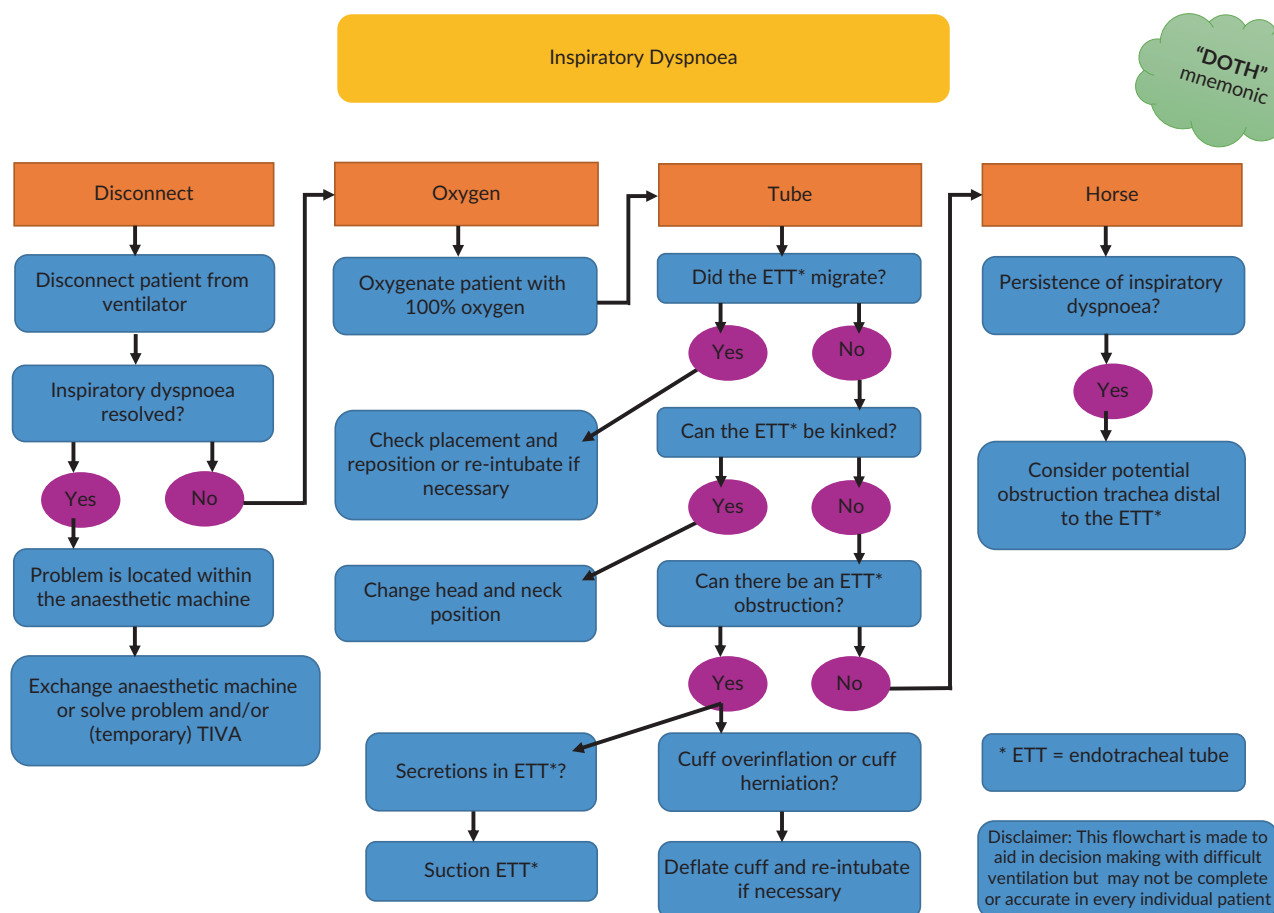 Inspiratory Dyspnoea
"DOTH"
mnemonic
Disconnect
Disconnect patient from
ventilator
Inspiratory dyspnoea
resolved?
Yes
No
Problem is located within
the anaesthetic machine
Exchange anaesthetic machine
or solve problem and/or
(temporary) TIVA
Oxygen
Oxygenate patient with
100% oxygen
Tube
Did the ETT* migrate?
Yes
No
Check placement and
reposition or re-intubate if
necessary
Can the ETT* be kinked?
Yes
No
Change head and neck
position
Can there be an ETT*
obstruction?
Yes
No
Secretions in ETT*?
Suction ETT*
Cuff overinflation or cuff
herniation?
Deflate cuff and re-intubate
if necessary
Horse
Persistence of inspiratory
dyspnoea?
Yes
Consider potential
obstruction trachea distal
to the ETT*
* ETT = endotracheal tube
Disclaimer: This flowchart is made to
aid in decision making with difficult
ventilation but may not be complete
or accurate in every individual patient